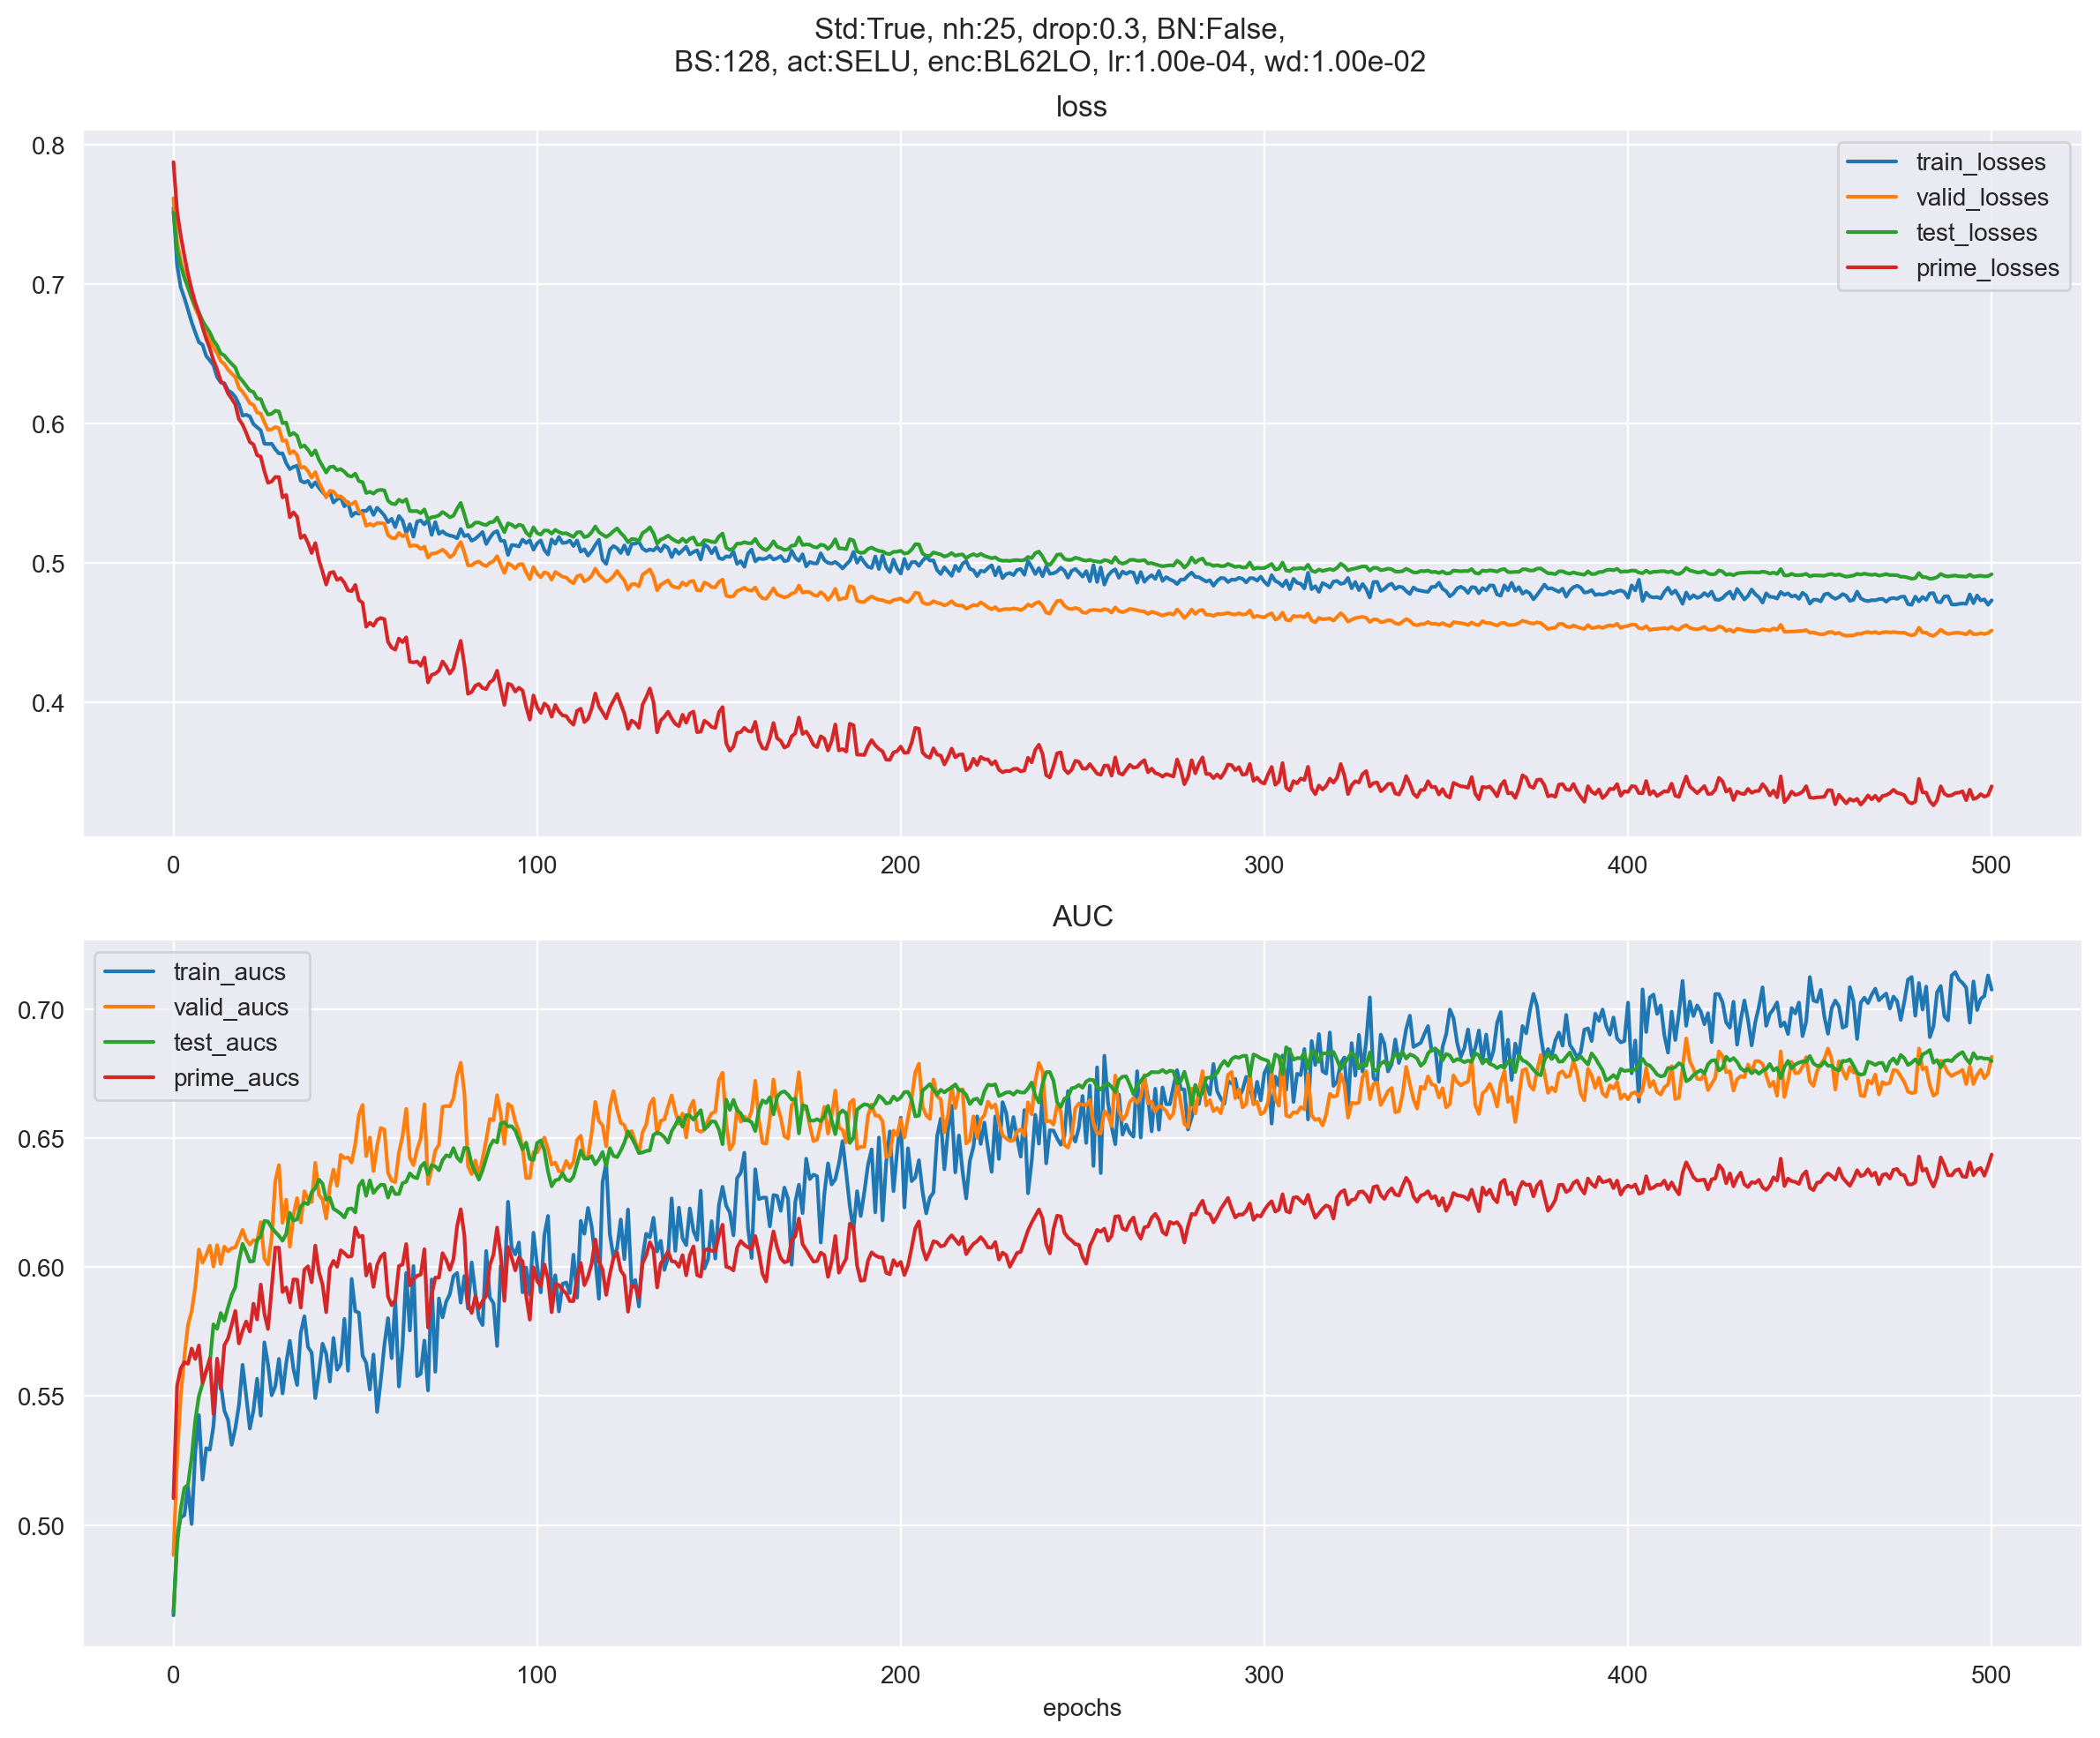 Std:True, nh:25, drop:0.3, BN:False,
BS:128, act:SELU, enc:BL62LO, lr:1.00e-04, wd:1.00e-02
loss
0.8
0.7
0.6
0.5
0.4
train_losses
valid_losses
test_losses
prime_losses
0 100 200 300 400 500
AUC
train_aucs
valid_aucs
test_aucs
prime_aucs
0.70
0.65
0.60
0.55
0.50
0 100 200 300 400 500
epochs